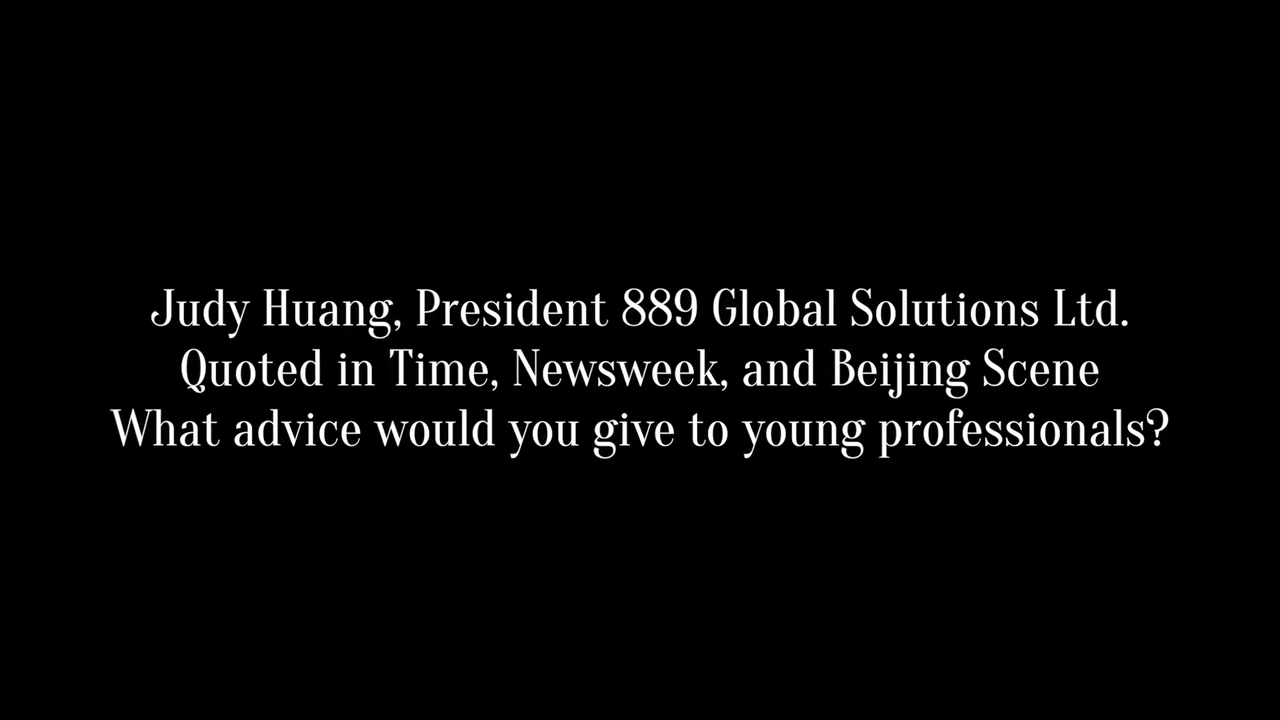 Judy Huang, President 889 Global Solutions Ltd.
Quoted in Time, Newsweek, and Beijing Scene
What advice would you give to young professionals?